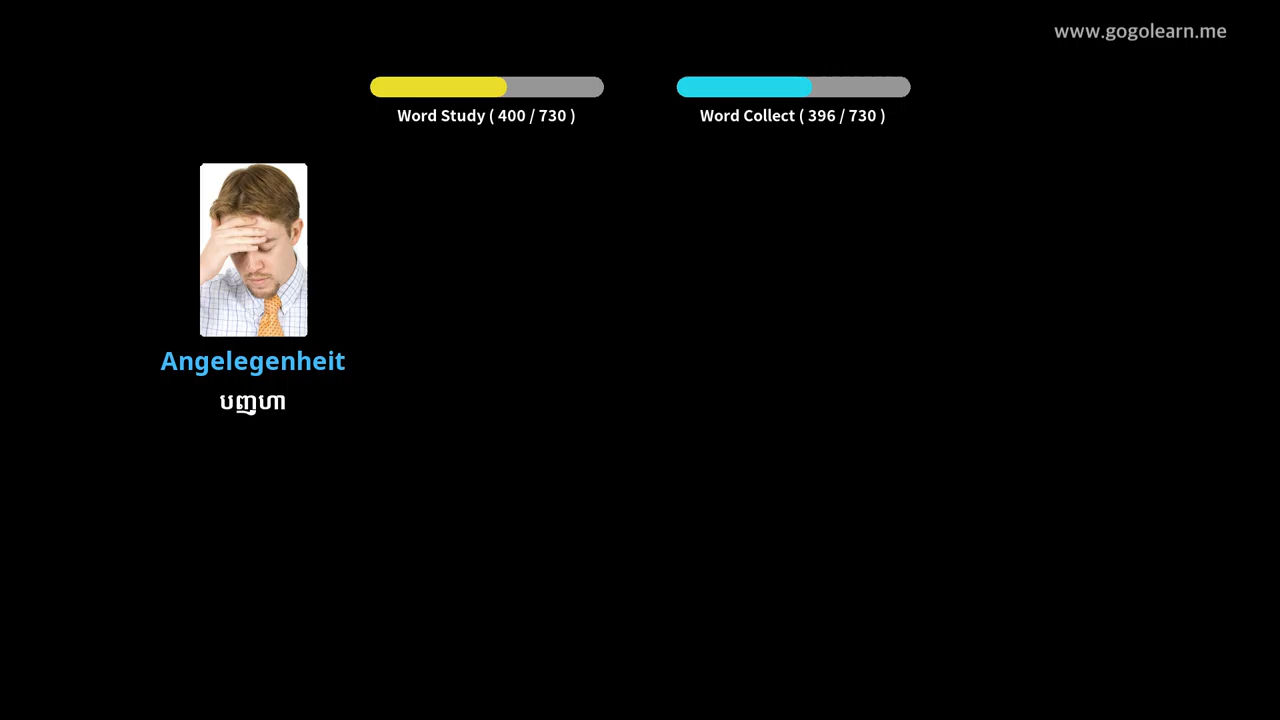 www.gogolearn.me
Word Study ( 400 / 730 )
Word Collect ( 396 / 730 )
Angelegenheit
បញ្ហា